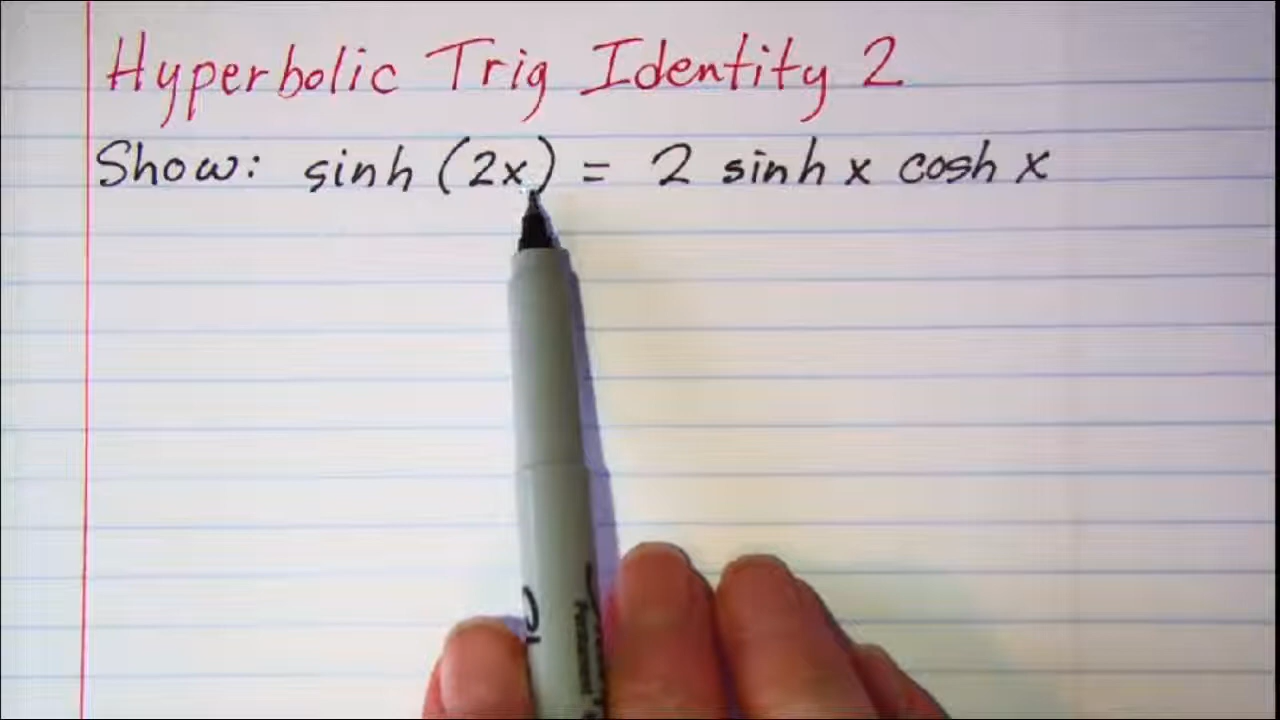 Hyperbolic Trig Identity 2
Show: sinh (2x) = 2 sinh x cosh x